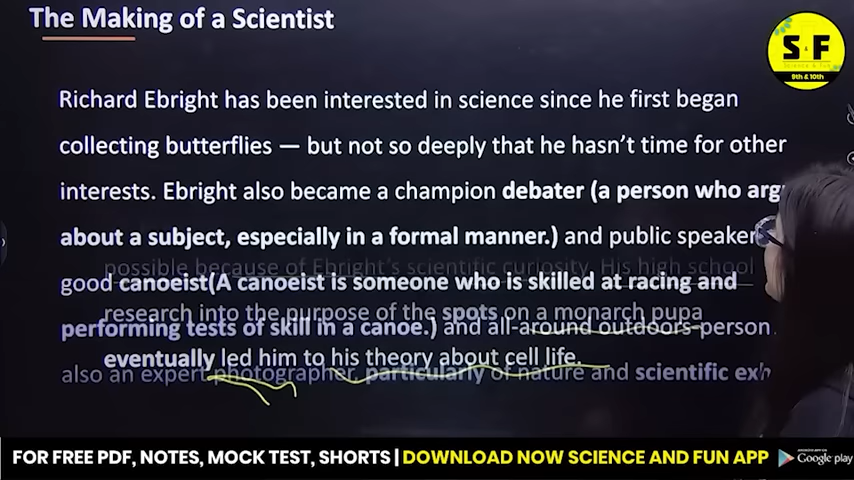 The Making of a Scientist
S & F
Science & Fun
9th & 10th
Richard Ebright has been interested in science since he first began
collecting butterflies — but not so deeply that he hasn't time for other
interests. Ebright also became a champion debater (a person who arg
about a subject, especially in a formal manner.) and public speaker
possible because of Ebright's scientific curiosity. His high school
good canoeist(A canoeist is someone who is skilled at racing and
research into the purpose of the spots on a monarch pupa
performing tests of skill in a canoe.) and all-around outdoors-person.
eventually led him to his theory about cell life.
also an expert photographer, particularly of nature and scientific exh
FOR FREE PDF, NOTES, MOCK TEST, SHORTS | DOWNLOAD NOW SCIENCE AND FUN APP
Google play